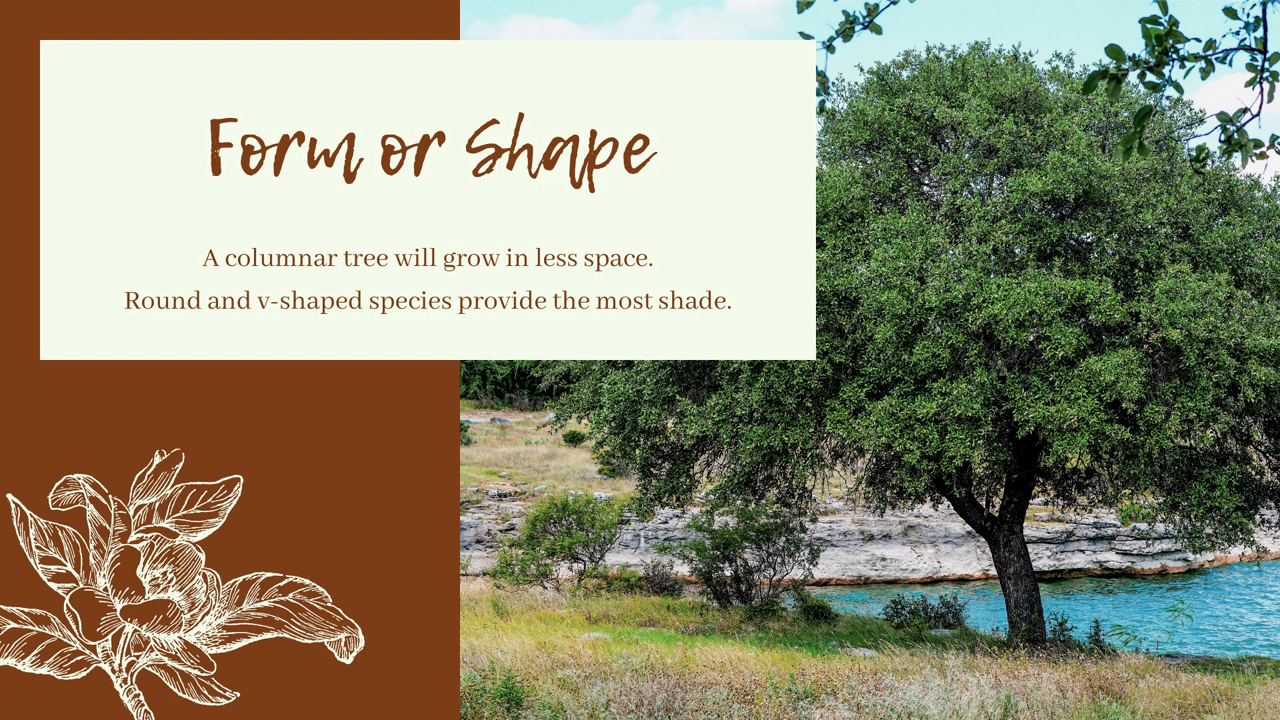 Form or Shape
A columnar tree will grow in less space.
Round and v-shaped species provide the most shade.